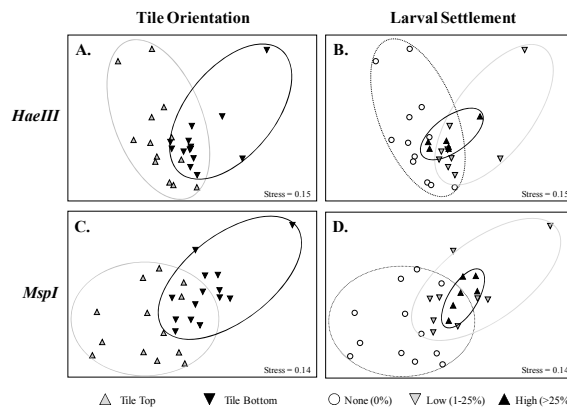 Tile Orientation Larval Settlement
A. B.
HaeIII
Stress = 0.15 Stress = 0.15
C. D.
MspI
Stress = 0.14 Stress = 0.14
Tile Top Tile Bottom None (0%) Low (1-25%) High (>25%)